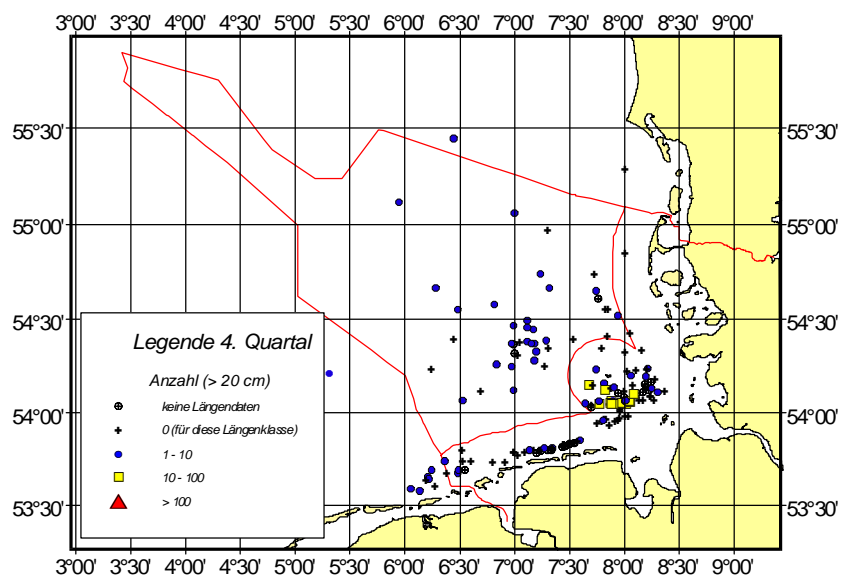 3°00' 3°30' 4°00' 4°30' 5°00' 5°30' 6°00' 6°30' 7°00' 7°30' 8°00' 8°30' 9°00'
55°30' 55°30'
55°00' 55°00'
54°30' 54°30'
54°00' 54°00'
53°30' 53°30'
Legende 4. Quartal
Anzahl (> 20 cm)
keine Längendaten
0 (für diese Längenklasse)
1 - 10
10 - 100
> 100
3°00' 3°30' 4°00' 4°30' 5°00' 5°30' 6°00' 6°30' 7°00' 7°30' 8°00' 8°30' 9°00'